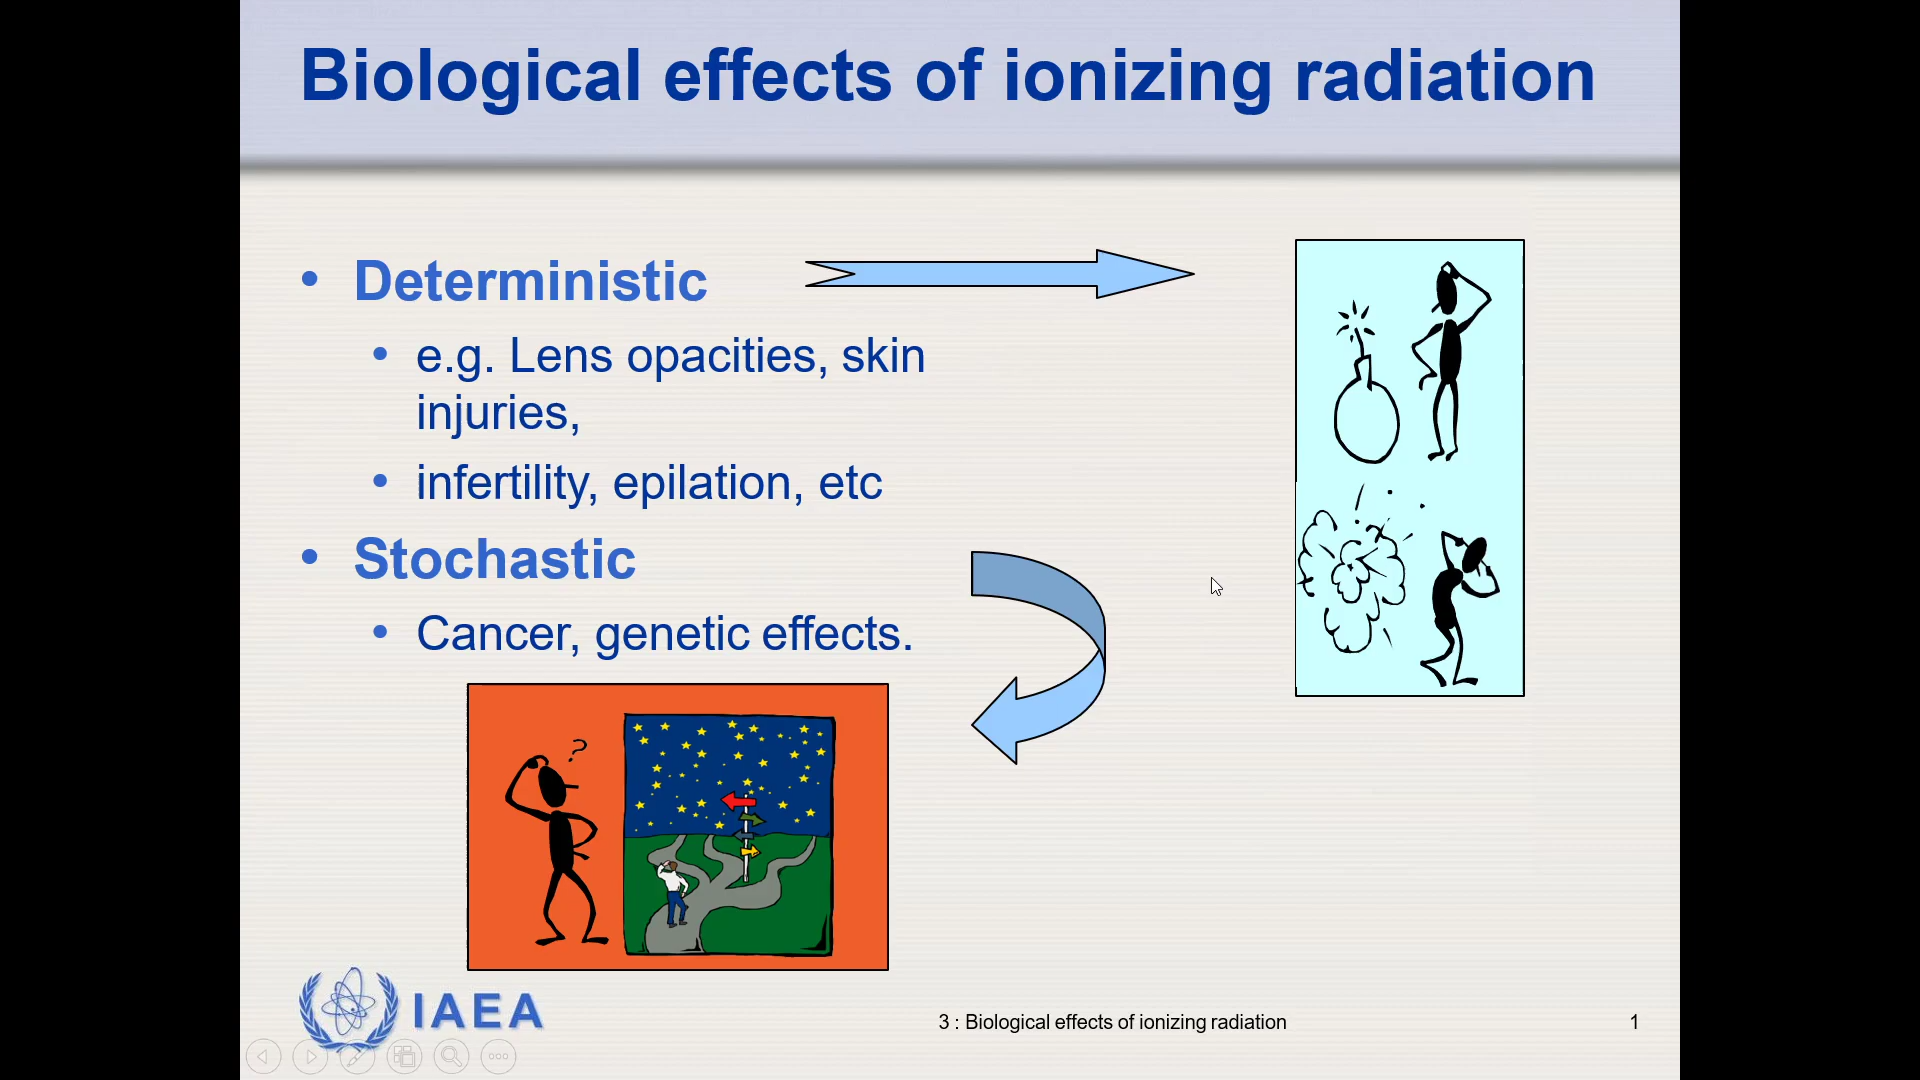 Biological effects of ionizing radiation
• Deterministic
• e.g. Lens opacities, skin
injuries,
• infertility, epilation, etc
• Stochastic
• Cancer, genetic effects.
?
IAEA
3 : Biological effects of ionizing radiation
1